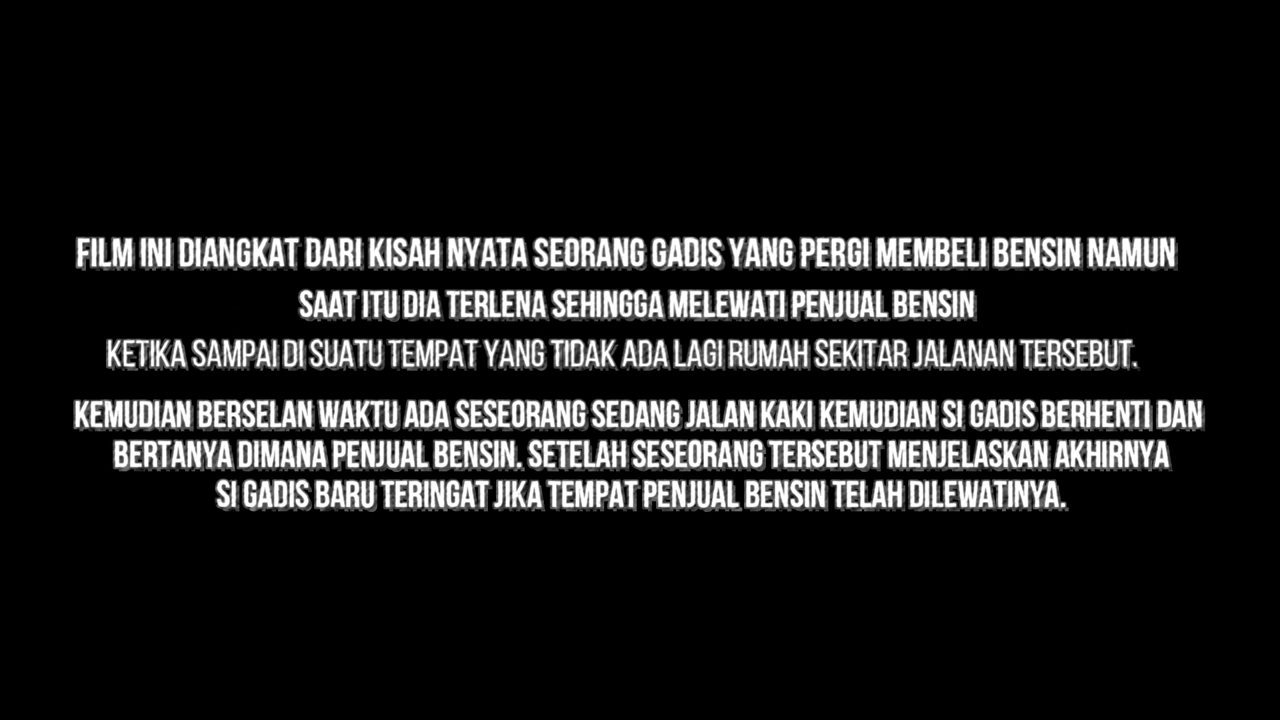 FILM INI DIANGKAT DARI KISAH NYATA SEORANG GADIS YANG PERGI MEMBELI BENSIN NAMUN
SAAT ITU DIA TERLENA SEHINGGA MELEWATI PENJUAL BENSIN
KETIKA SAMPAI DI SUATU TEMPAT YANG TIDAK ADA LAGI RUMAH SEKITAR JALANAN TERSEBUT.
KEMUDIAN BERSELAN WAKTU ADA SESEORANG SEDANG JALAN KAKI KEMUDIAN SI GADIS BERHENTI DAN
BERTANYA DIMANA PENJUAL BENSIN. SETELAH SESEORANG TERSEBUT MENJELASKAN AKHIRNYA
SI GADIS BARU TERINGAT JIKA TEMPAT PENJUAL BENSIN TELAH DILEWATINYA.